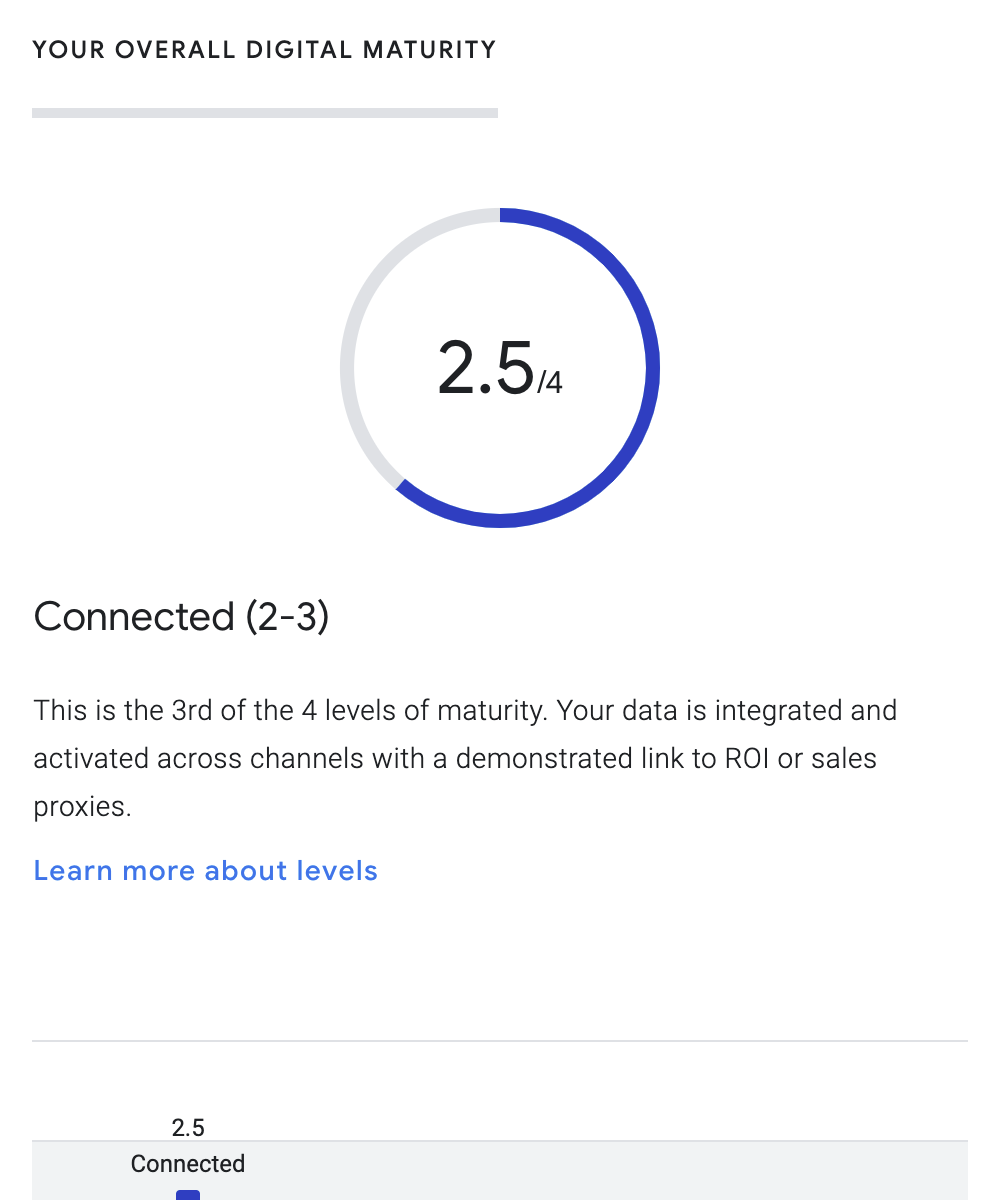 YOUR OVERALL DIGITAL MATURITY
2.5/4
Connected (2-3)
This is the 3rd of the 4 levels of maturity. Your data is integrated and
activated across channels with a demonstrated link to ROI or sales
proxies.
Learn more about levels
2.5
Connected